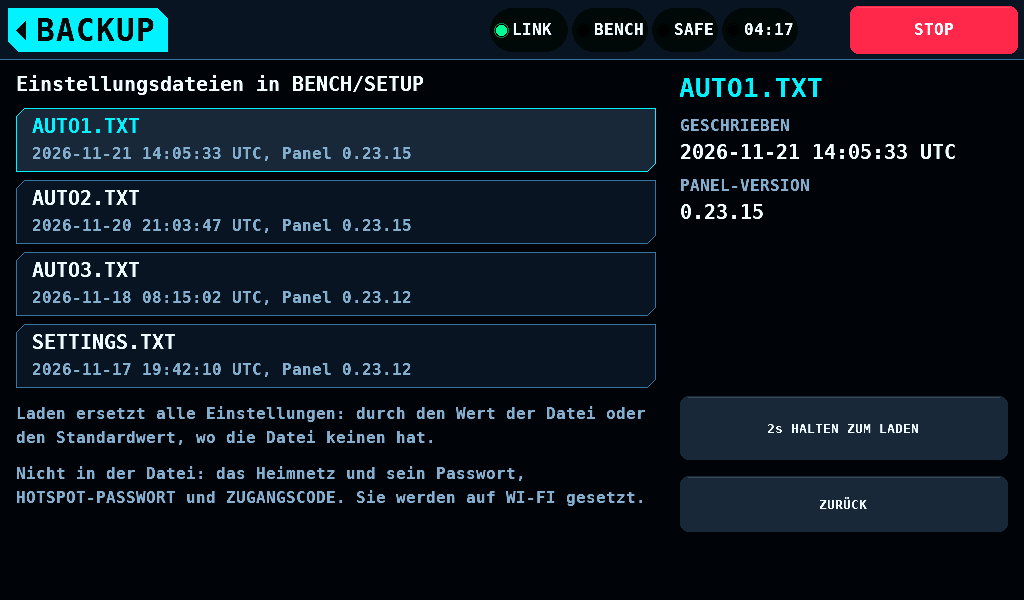 BACKUP
LINK
BENCH
SAFE
04:17
STOP
Einstellungsdateien in BENCH/SETUP
AUTO1.TXT
2026-11-21 14:05:33 UTC, Panel 0.23.15
AUTO2.TXT
2026-11-20 21:03:47 UTC, Panel 0.23.15
AUTO3.TXT
2026-11-18 08:15:02 UTC, Panel 0.23.12
SETTINGS.TXT
2026-11-17 19:42:10 UTC, Panel 0.23.12
Laden ersetzt alle Einstellungen: durch den Wert der Datei oder
den Standardwert, wo die Datei keinen hat.
Nicht in der Datei: das Heimnetz und sein Passwort,
HOTSPOT-PASSWORT und ZUGANGSCODE. Sie werden auf WI-FI gesetzt.
AUTO1.TXT
GESCHRIEBEN
2026-11-21 14:05:33 UTC
PANEL-VERSION
0.23.15
2s HALTEN ZUM LADEN
ZURÜCK